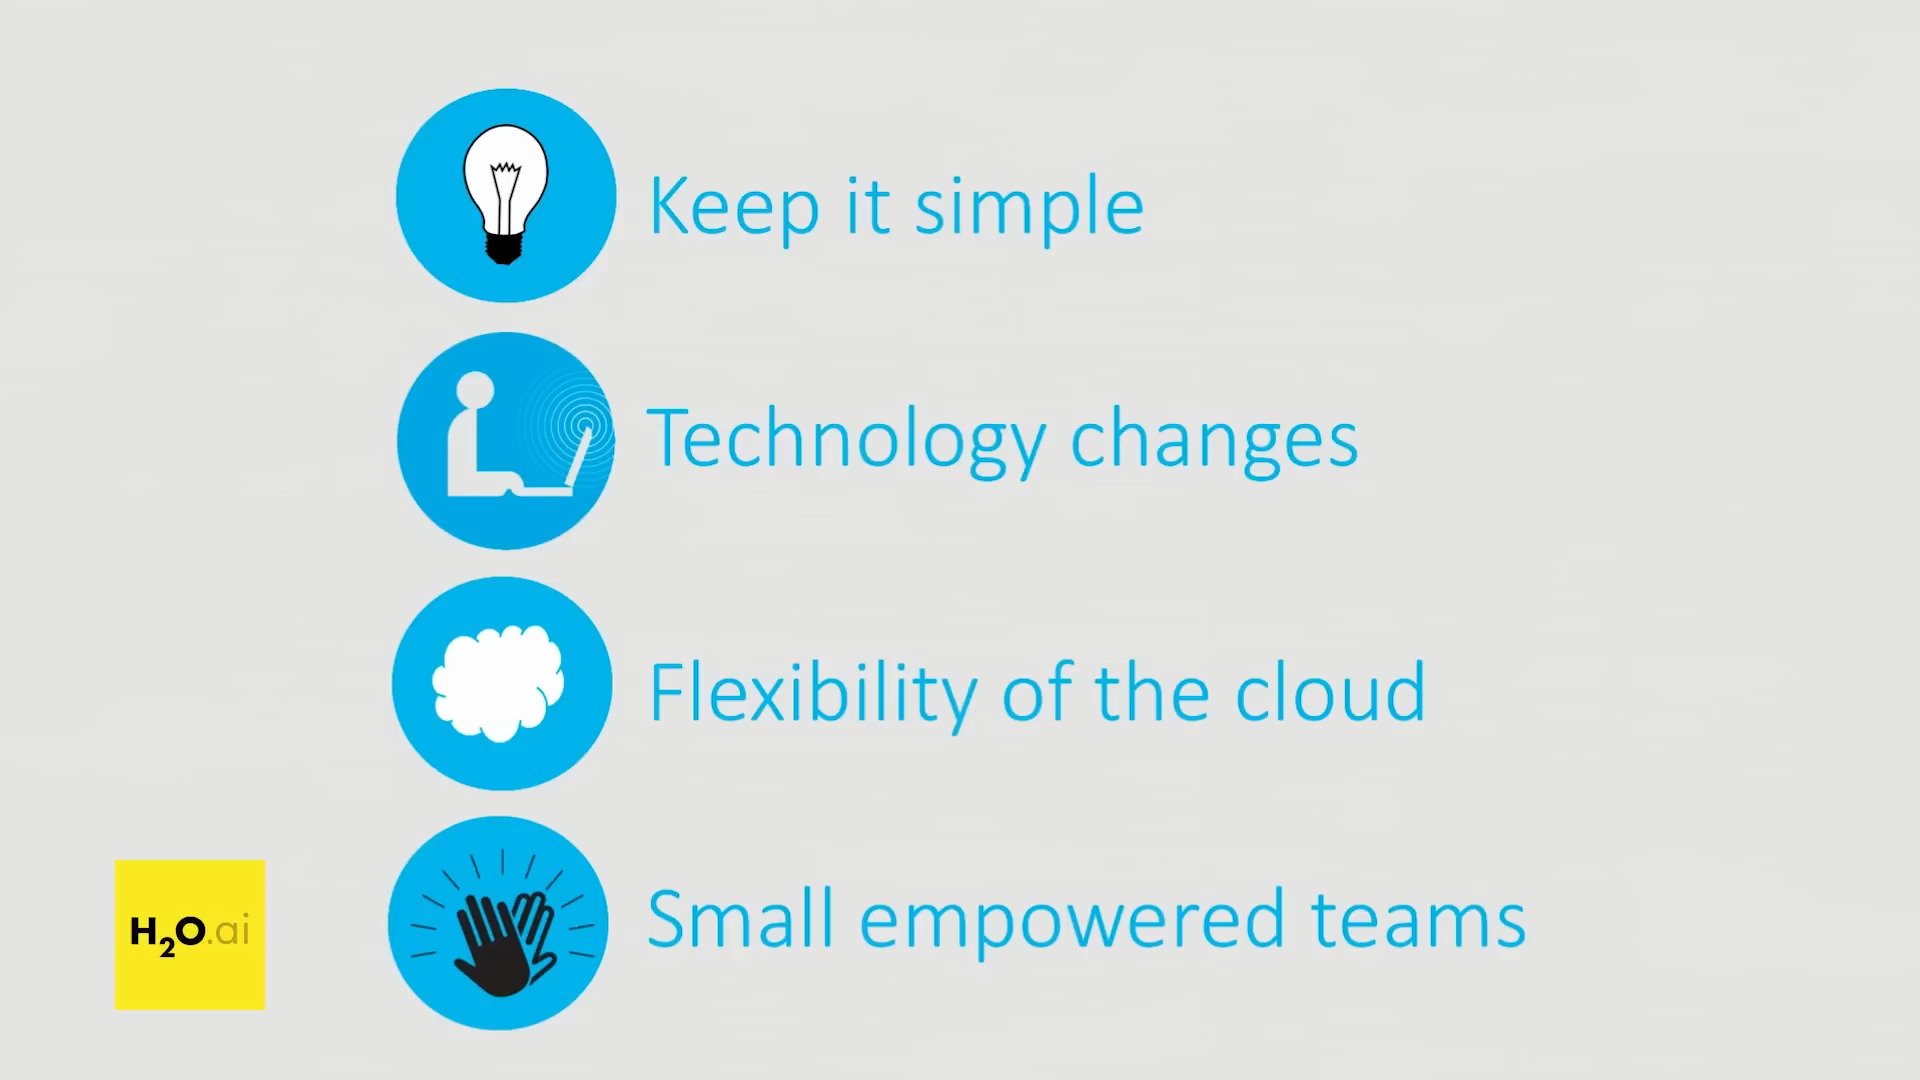 Keep it simple
Technology changes
Flexibility of the cloud
Small empowered teams
H2O.ai